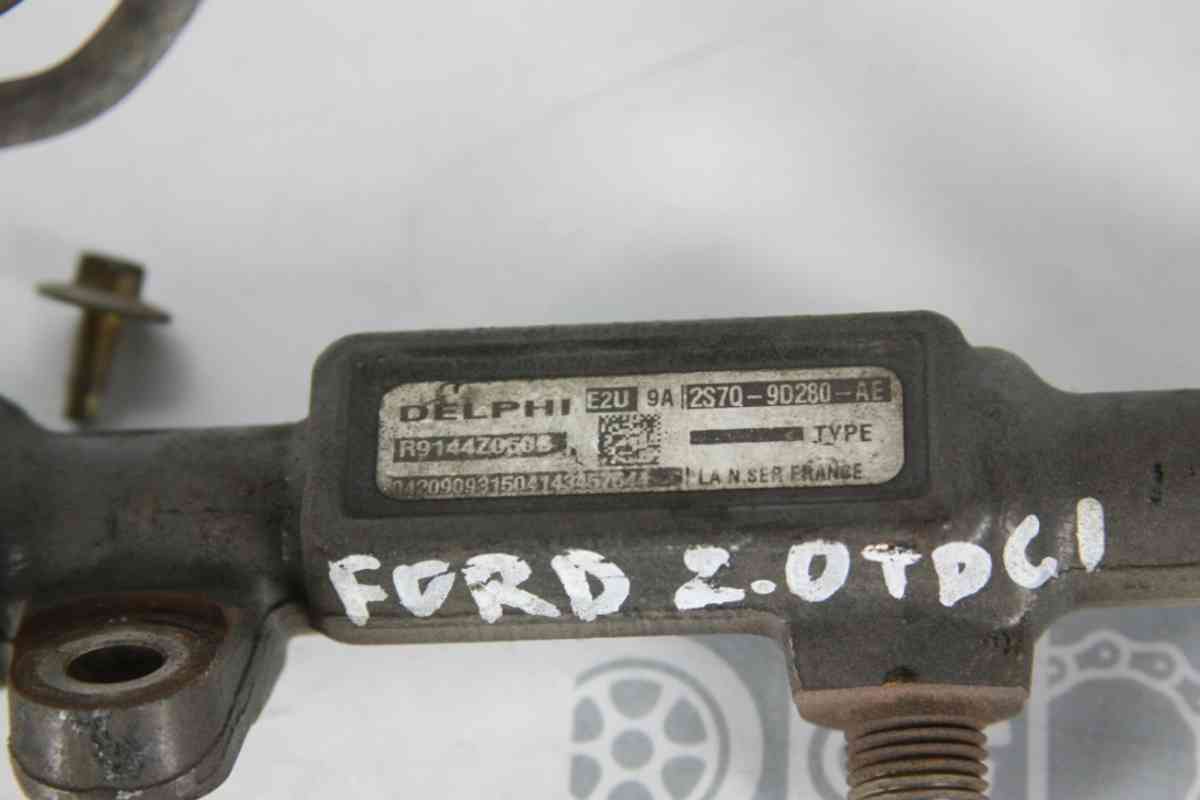 DELPHI E2U 9A 2S7Q-9D280-AE
TYPE
LA N.SER FRANCE
FORD 2.0TDCI